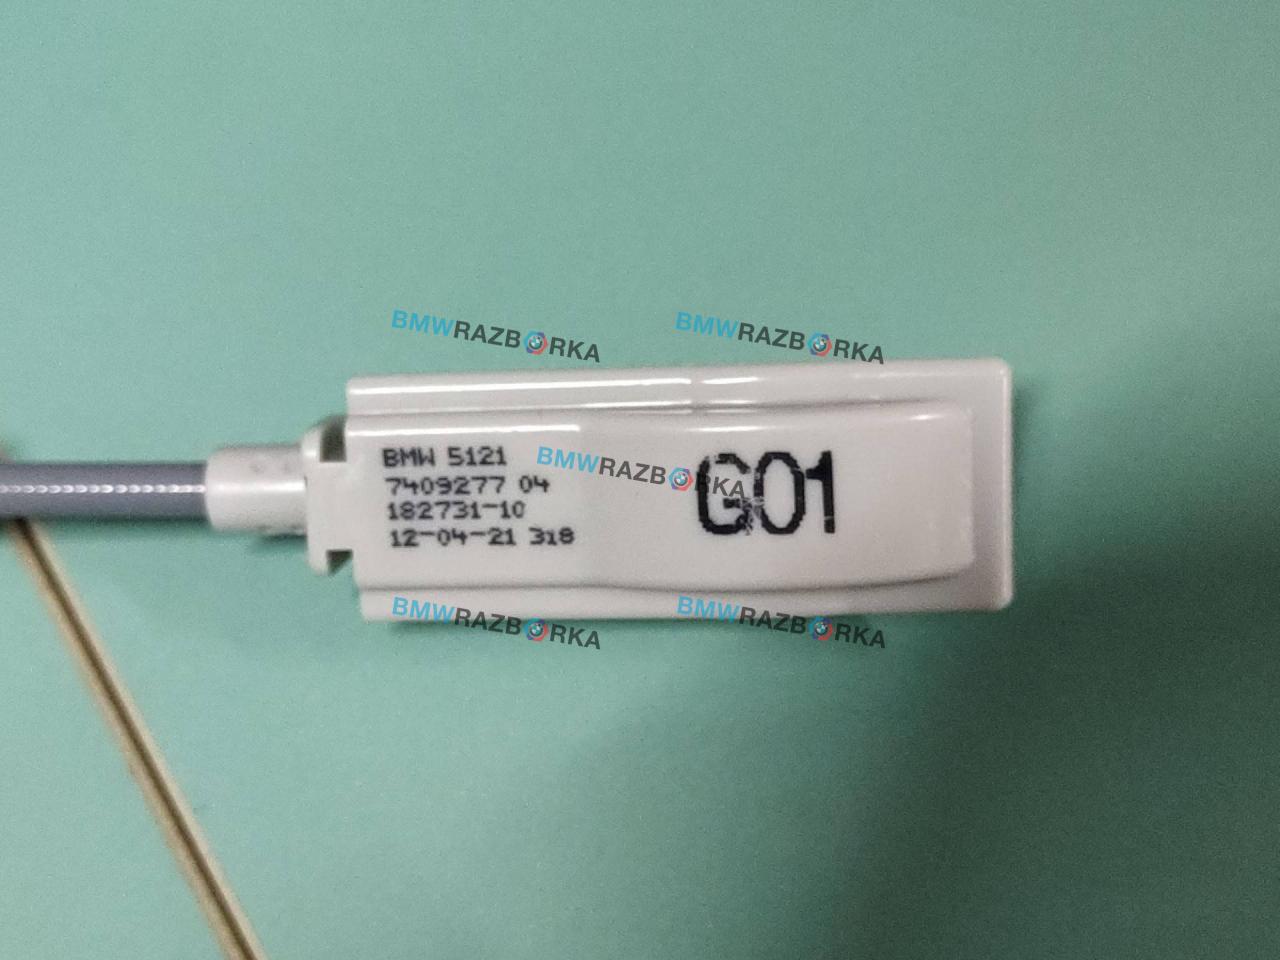 BMWRAZBORKA BMWRAZBORKA
BMW 5121
7409277 04
182731-10
12-04-21 318
BMWRAZBORKA
G01
BMWRAZBORKA BMWRAZBORKA